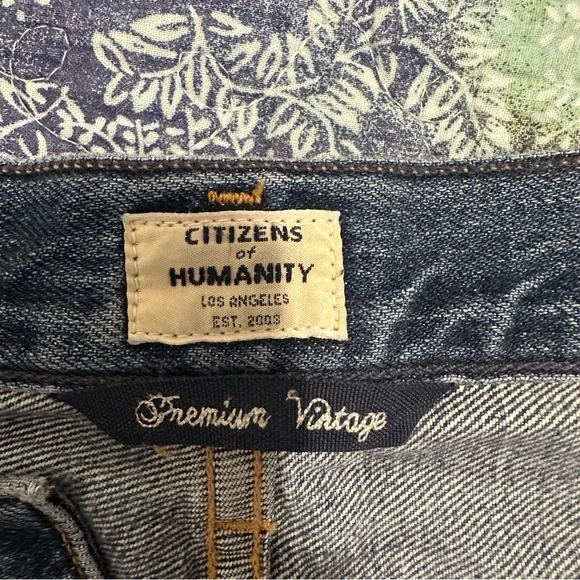 CITIZENS
of
HUMANITY
LOS ANGELES
EST. 2003
Premium Vintage